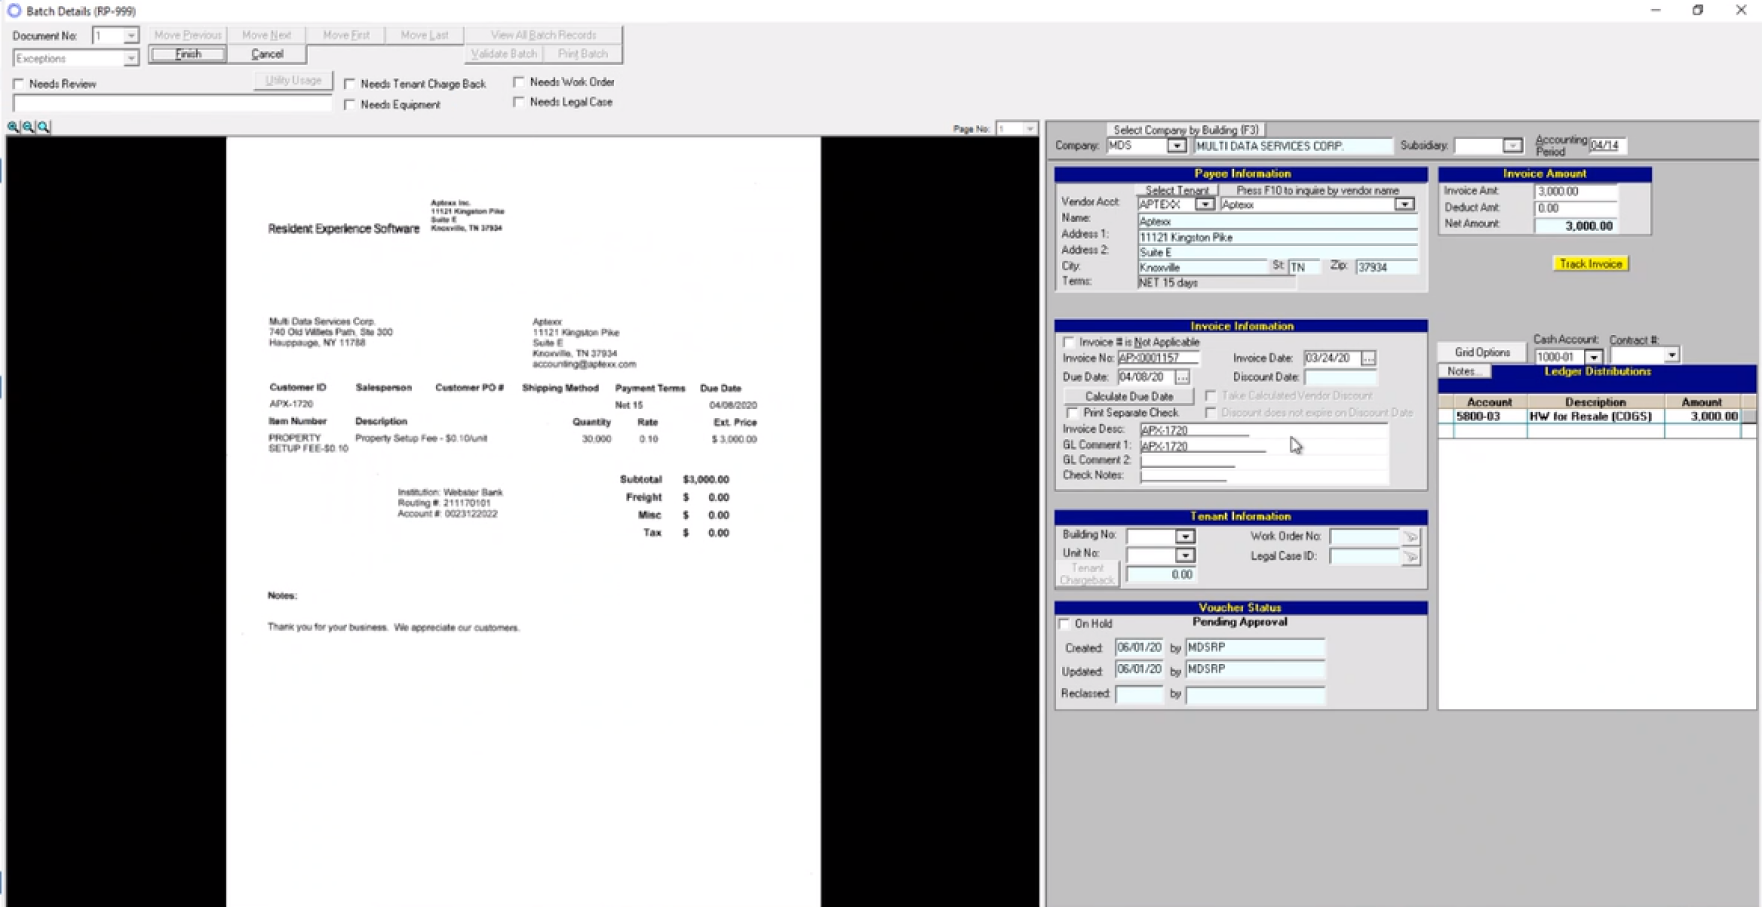 Batch Details (RP-999)
Document No: 1 Move Previous Move Next Move First Move Last View All Batch Records
Exceptions Finish Cancel Validate Batch Print Batch
Needs Review Utility Usage Needs Tenant Charge Back Needs Work Order
Needs Equipment Needs Legal Case
Page No: 1
Aptexx Inc.
11121 Kingston Pike
Suite E
Resident Experience Software Knoxville, TN 37934
Multi Data Services Corp.
740 Old Willets Path, Ste 300
Hauppauge, NY 11788
Aptexx
11121 Kingston Pike
Suite E
Knoxville, TN 37934
accounting@aptexx.com
Customer ID Salesperson Customer PO # Shipping Method Payment Terms Due Date
APX-1720 Net 15 04/08/2020
Item Number Description Quantity Rate Ext. Price
PROPERTY Property Setup Fee - $0.10/unit 30,000 0.10 $ 3,000.00
SETUP FEE-$0.10
Subtotal $3,000.00
Freight $ 0.00
Misc $ 0.00
Tax $ 0.00
Institution: Webster Bank
Routing #: 211170101
Account #: 0023122022
Notes:
Thank you for your business. We appreciate our customers.
Select Company by Building (F3)
Company: MDS MULTI DATA SERVICES CORP. Subsidiary: Accounting Period 04/14
Payee Information
Select Tenant Press F10 to inquire by vendor name
Vendor Acct: APTEXX Aptexx
Name: Aptexx
Address 1: 11121 Kingston Pike
Address 2: Suite E
City: Knoxville St: TN Zip: 37934
Terms: NET 15 days
Invoice Amount
Invoice Amt: 3,000.00
Deduct Amt: 0.00
Net Amount: 3,000.00
Track Invoice
Invoice Information
Invoice # is Not Applicable
Invoice No: APX0001157 Invoice Date: 03/24/20 ...
Due Date: 04/08/20 ... Discount Date:
Calculate Due Date Take Calculated Vendor Discount
Print Separate Check Discount does not expire on Discount Date
Invoice Desc: APX-1720
GL Comment 1: APX-1720
GL Comment 2:
Check Notes:
Grid Options Cash Account: 1000-01 Contract #:
Notes... Ledger Distributions
Account Description Amount
5800-03 HW for Resale (COGS) 3,000.00
Tenant Information
Building No: Work Order No:
Unit No: Legal Case ID:
Tenant Chargeback 0.00
Voucher Status
On Hold Pending Approval
Created: 06/01/20 by MDSRP
Updated: 06/01/20 by MDSRP
Reclassed: by